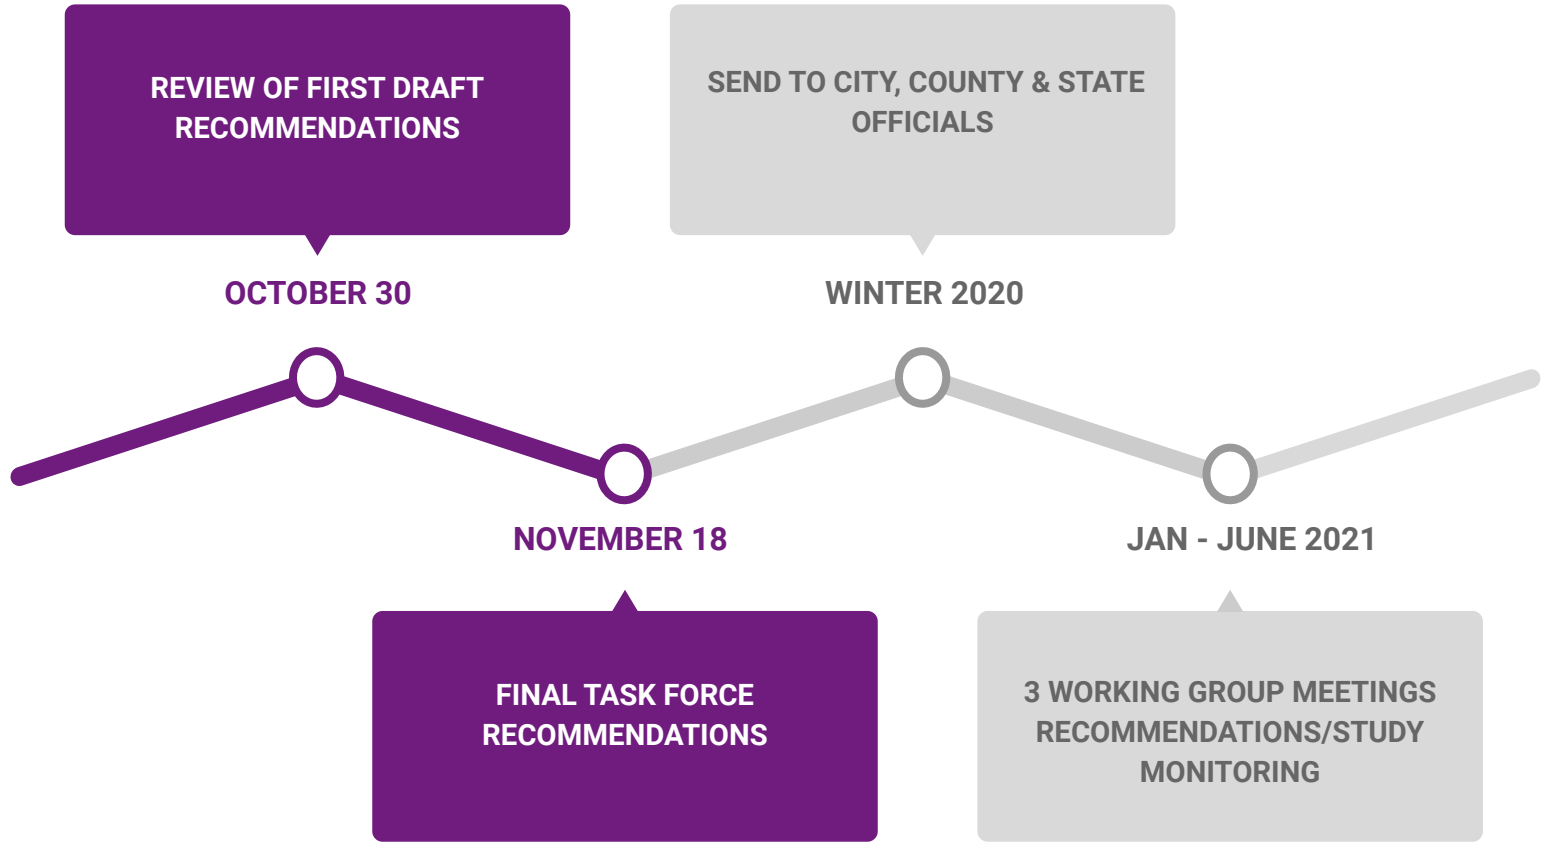 REVIEW OF FIRST DRAFT
RECOMMENDATIONS
OCTOBER 30
SEND TO CITY, COUNTY & STATE
OFFICIALS
WINTER 2020
NOVEMBER 18
FINAL TASK FORCE
RECOMMENDATIONS
JAN - JUNE 2021
3 WORKING GROUP MEETINGS
RECOMMENDATIONS/STUDY
MONITORING